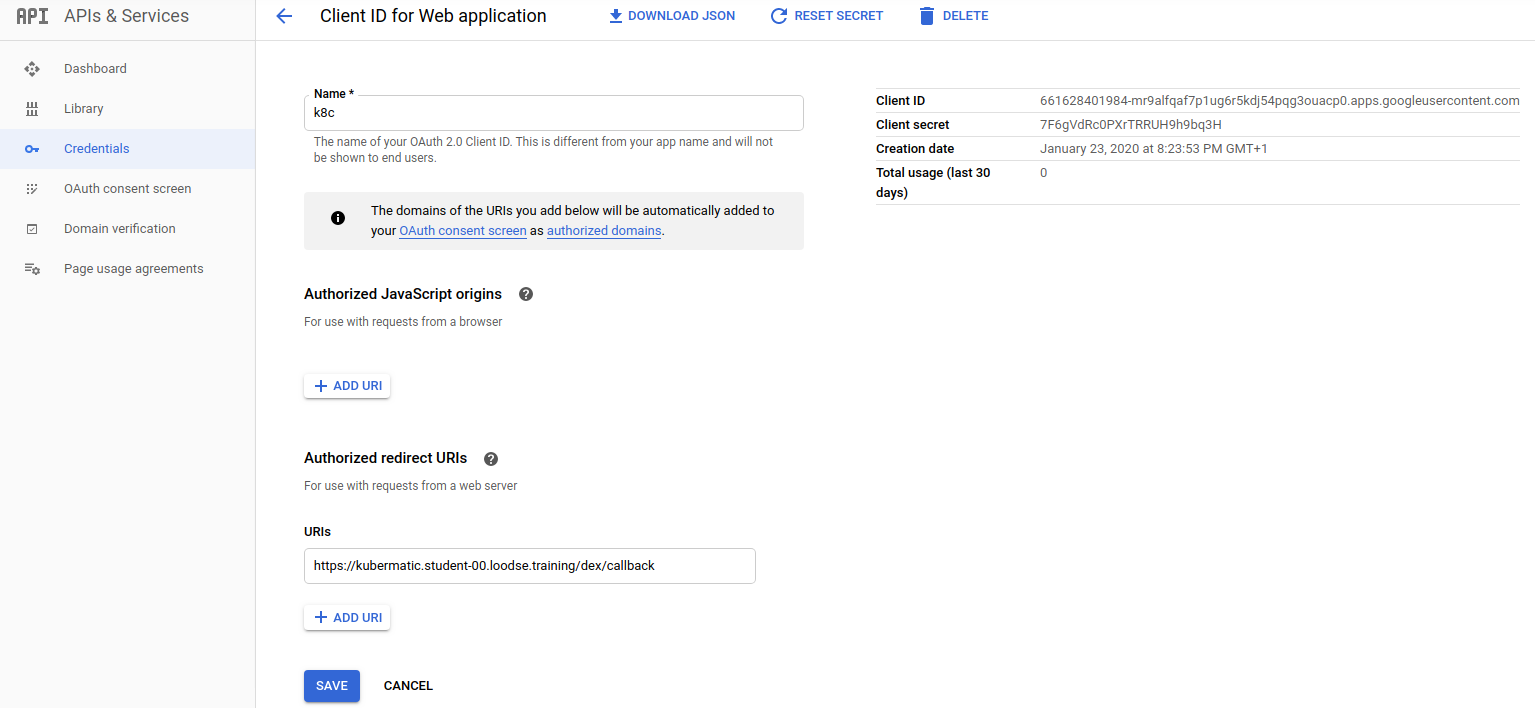 API APIs & Services
Client ID for Web application
DOWNLOAD JSON
RESET SECRET
DELETE
Dashboard
Library
Credentials
OAuth consent screen
Domain verification
Page usage agreements
Name *
k8c
The name of your OAuth 2.0 Client ID. This is different from your app name and will not
be shown to end users.
The domains of the URIs you add below will be automatically added to
your OAuth consent screen as authorized domains.
Authorized JavaScript origins
For use with requests from a browser
ADD URI
Authorized redirect URIs
For use with requests from a web server
URIs
https://kubermatic.student-00.loodse.training/dex/callback
ADD URI
SAVE CANCEL
Client ID 661628401984-mr9alfqaf7p1ug6r5kdj54pqg3ouacp0.apps.googleusercontent.com
Client secret 7F6gVdRc0PXrTRRUH9h9bq3H
Creation date January 23, 2020 at 8:23:53 PM GMT+1
Total usage (last 30 0
days)